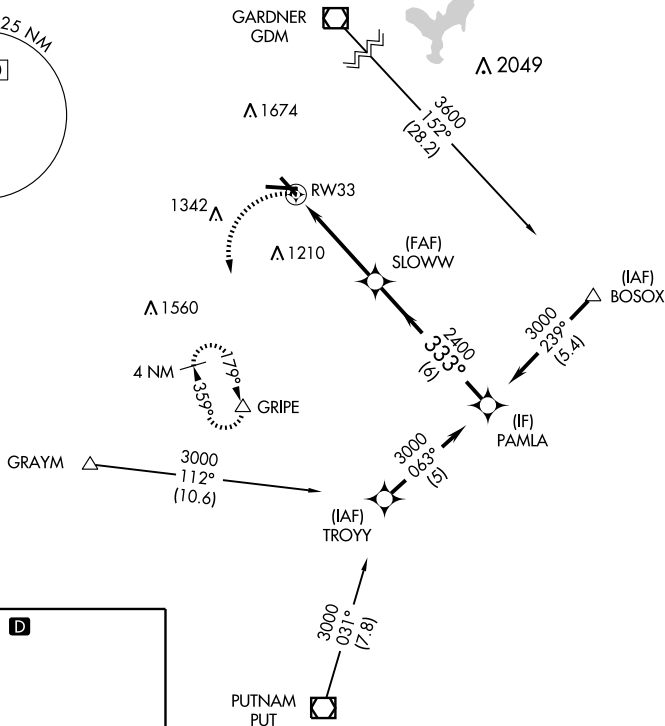 25 NM
GARDNER
GDM
2049
3600
152°
(28.2)
1674
RW33
1342
(FAF)
SLOWW
1210
(IAF)
BOSOX
3000
239°
(5.4)
1560
2400
333°
(6)
4 NM
179°
359°
GRIPE
(IF)
PAMLA
GRAYM
3000
112°
(10.6)
3000
063°
(5)
(IAF)
TROYY
D
3000
031°
(7.8)
PUTNAM
PUT